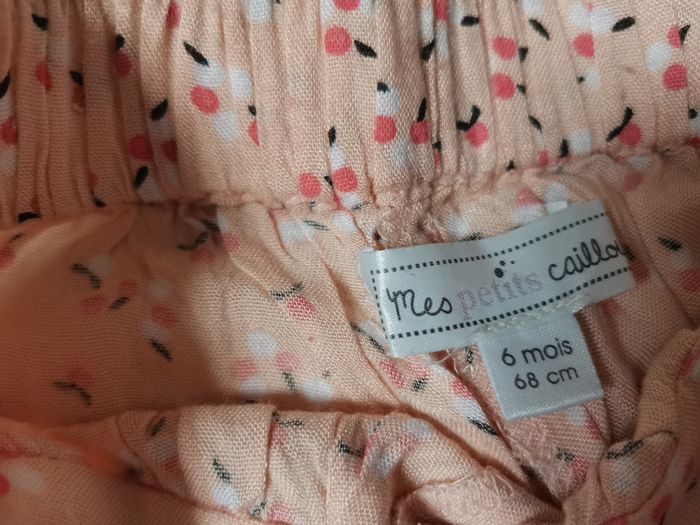 Mes petits caillou
6 mois
68 cm